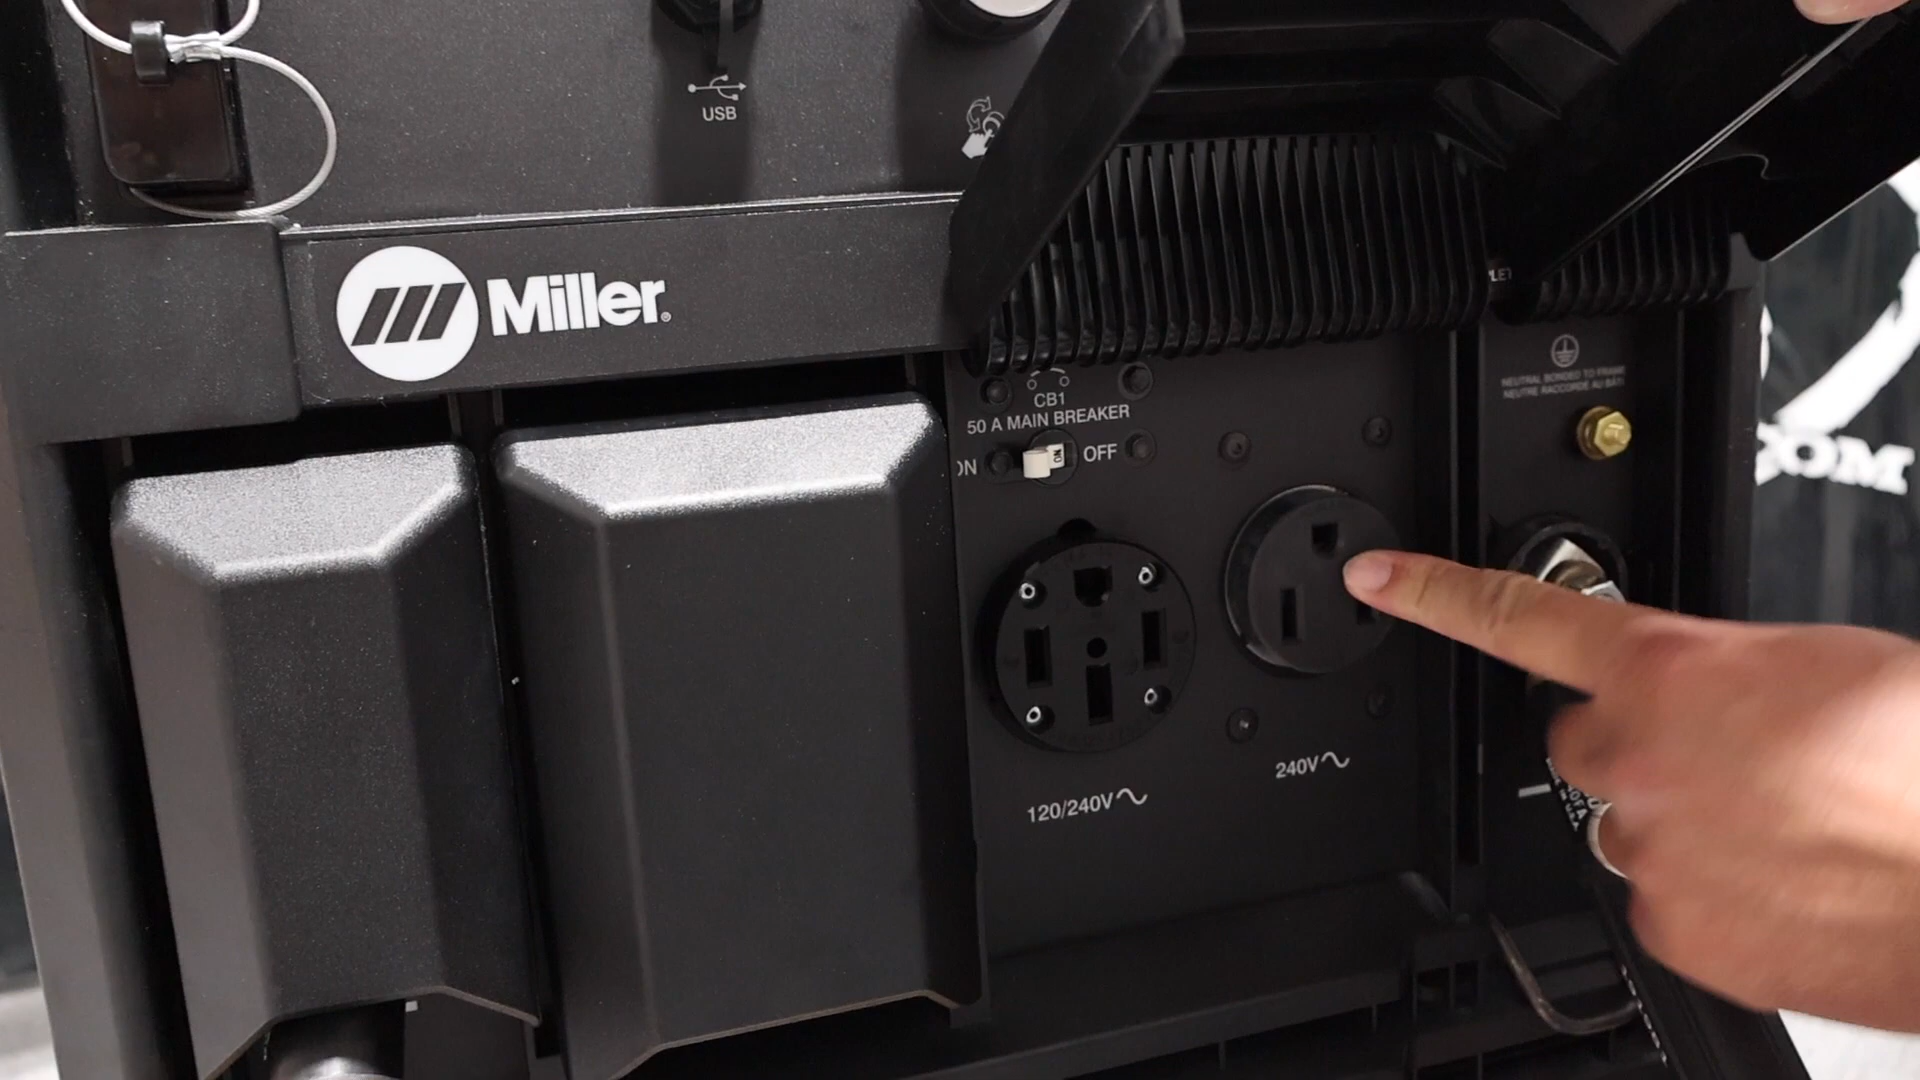 USB
Miller®
CB1
50 A MAIN BREAKER
ON OFF
NEUTRAL BONDED TO FRAME
NEUTRE RACCORDÉ AU BÂTI
120/240V
240V
COM